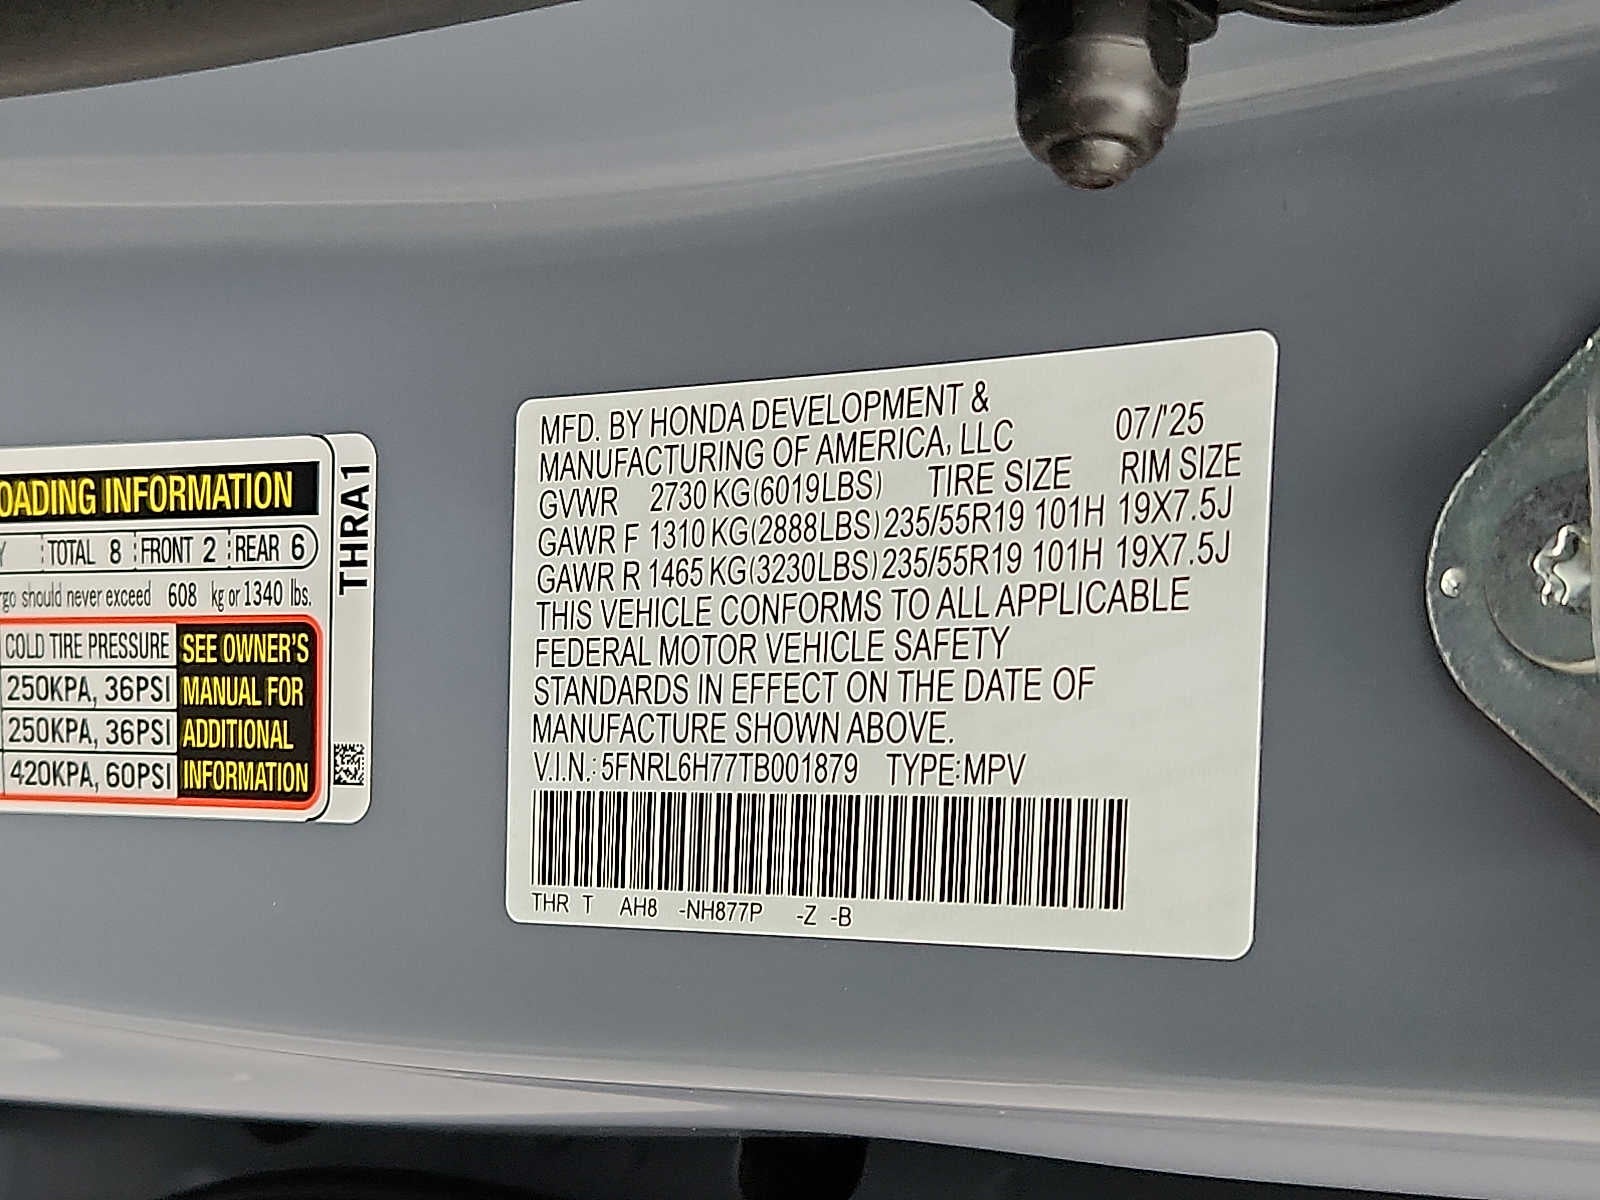 OADING INFORMATION
Y TOTAL 8 FRONT 2 REAR 6
rgo should never exceed 608 kg or 1340 lbs.
COLD TIRE PRESSURE
250KPA, 36PSI
250KPA, 36PSI
420KPA, 60PSI
SEE OWNER'S
MANUAL FOR
ADDITIONAL
INFORMATION
THRA1
MFD. BY HONDA DEVELOPMENT &
MANUFACTURING OF AMERICA, LLC 07/'25
GVWR 2730 KG(6019LBS) TIRE SIZE RIM SIZE
GAWR F 1310 KG(2888LBS) 235/55R19 101H 19X7.5J
GAWR R 1465 KG(3230LBS) 235/55R19 101H 19X7.5J
THIS VEHICLE CONFORMS TO ALL APPLICABLE
FEDERAL MOTOR VEHICLE SAFETY
STANDARDS IN EFFECT ON THE DATE OF
MANUFACTURE SHOWN ABOVE.
V.I.N.: 5FNRL6H77TB001879 TYPE:MPV
THR T AH8 -NH877P -Z -B